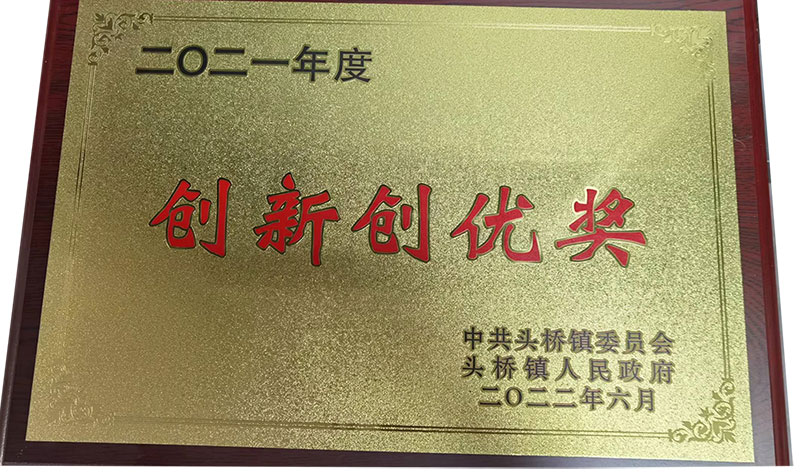 二〇二一年度
创新创优奖
中共头桥镇委员会
头桥镇人民政府
二〇二二年六月